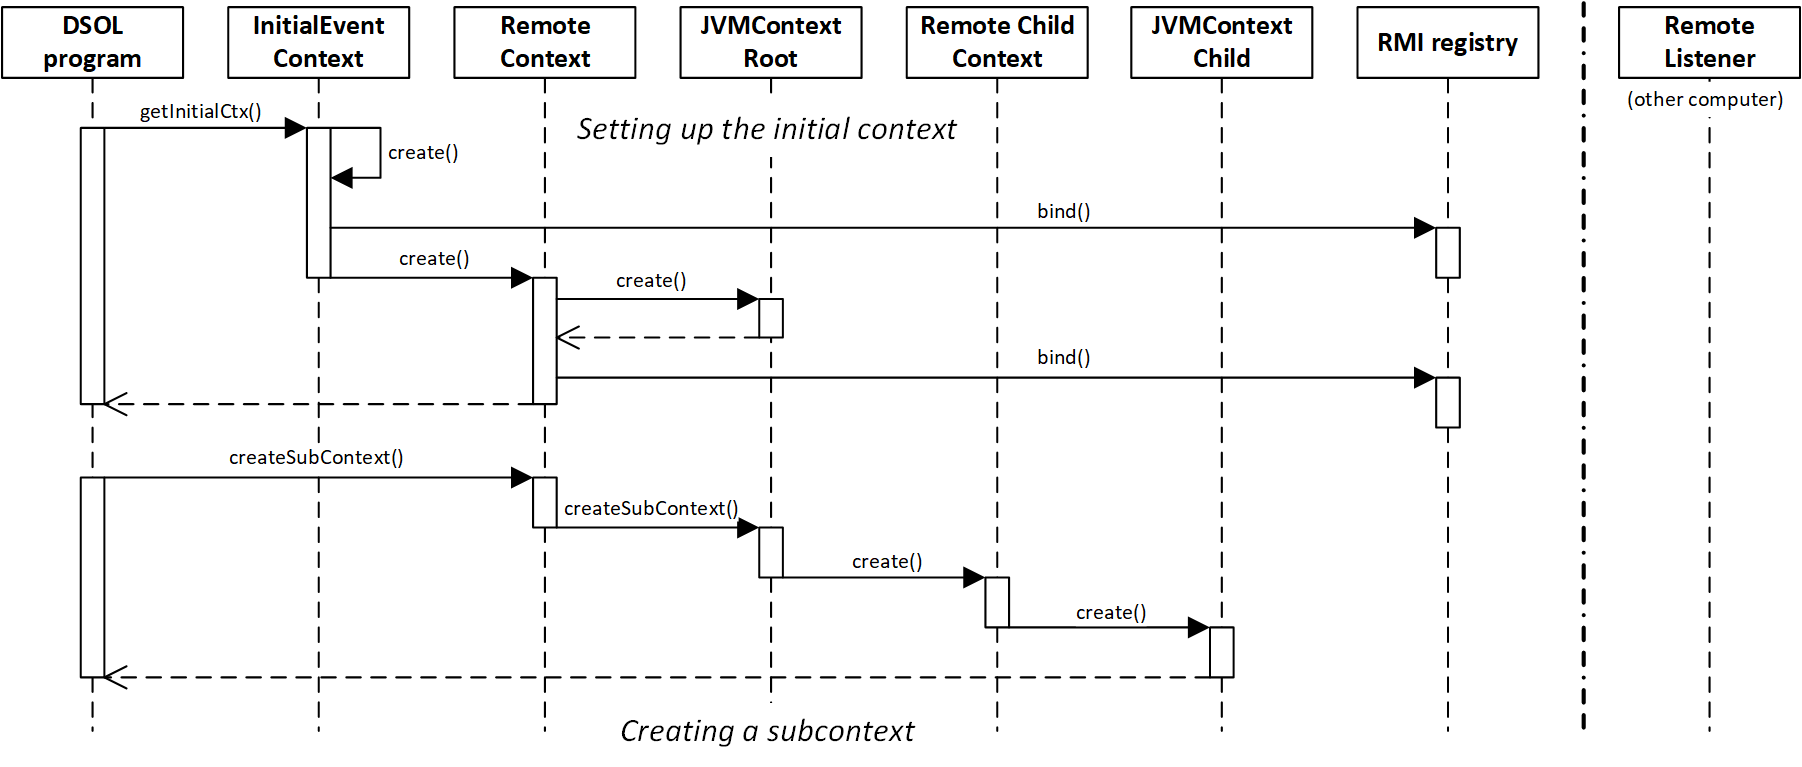 DSOL
program
InitialEvent
Context
Remote
Context
JVMContext
Root
Remote Child
Context
JVMContext
Child
RMI registry
Remote
Listener
(other computer)
getInitialCtx()
Setting up the initial context
create()
bind()
create()
create()
bind()
createSubContext()
createSubContext()
create()
create()
Creating a subcontext